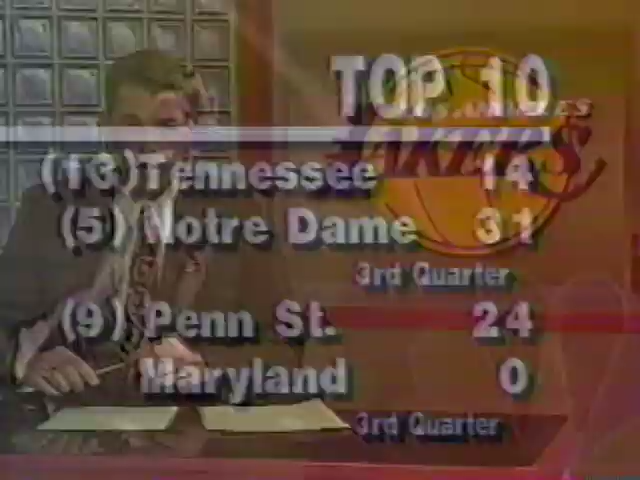 TOP 10
LAKERS
(13) Tennessee 14
(5) Notre Dame 31
3rd Quarter
(9) Penn St. 24
Maryland 0
3rd Quarter